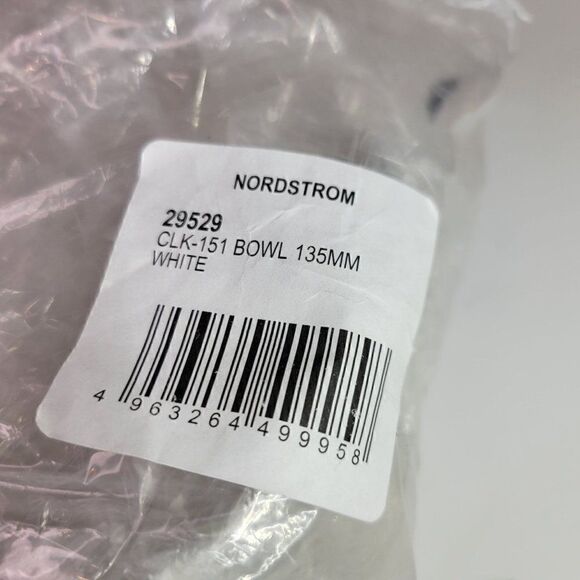 NORDSTROM
29529
CLK-151 BOWL 135MM
WHITE
4 963264 499958